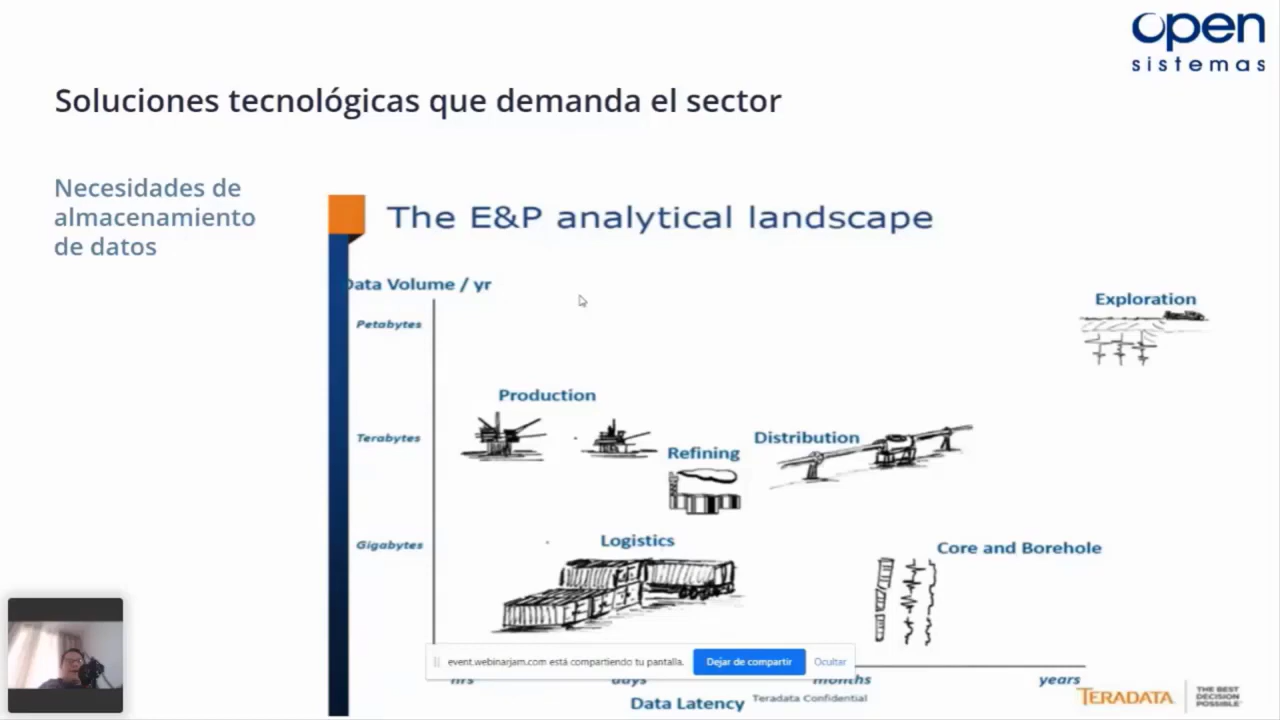 open
sistemas
Soluciones tecnológicas que demanda el sector
Necesidades de
almacenamiento
de datos
The E&P analytical landscape
Data Volume / yr
Exploration
Petabytes
Production
Terabytes
Distribution
Refining
Logistics
Gigabytes
Core and Borehole
event.webinarjam.com está compartiendo tu pantalla.
Dejar de compartir
Ocultar
hrs
days
months
years
Data Latency
Teradata Confidential
TERADATA
THE BEST
DECISION
POSSIBLE